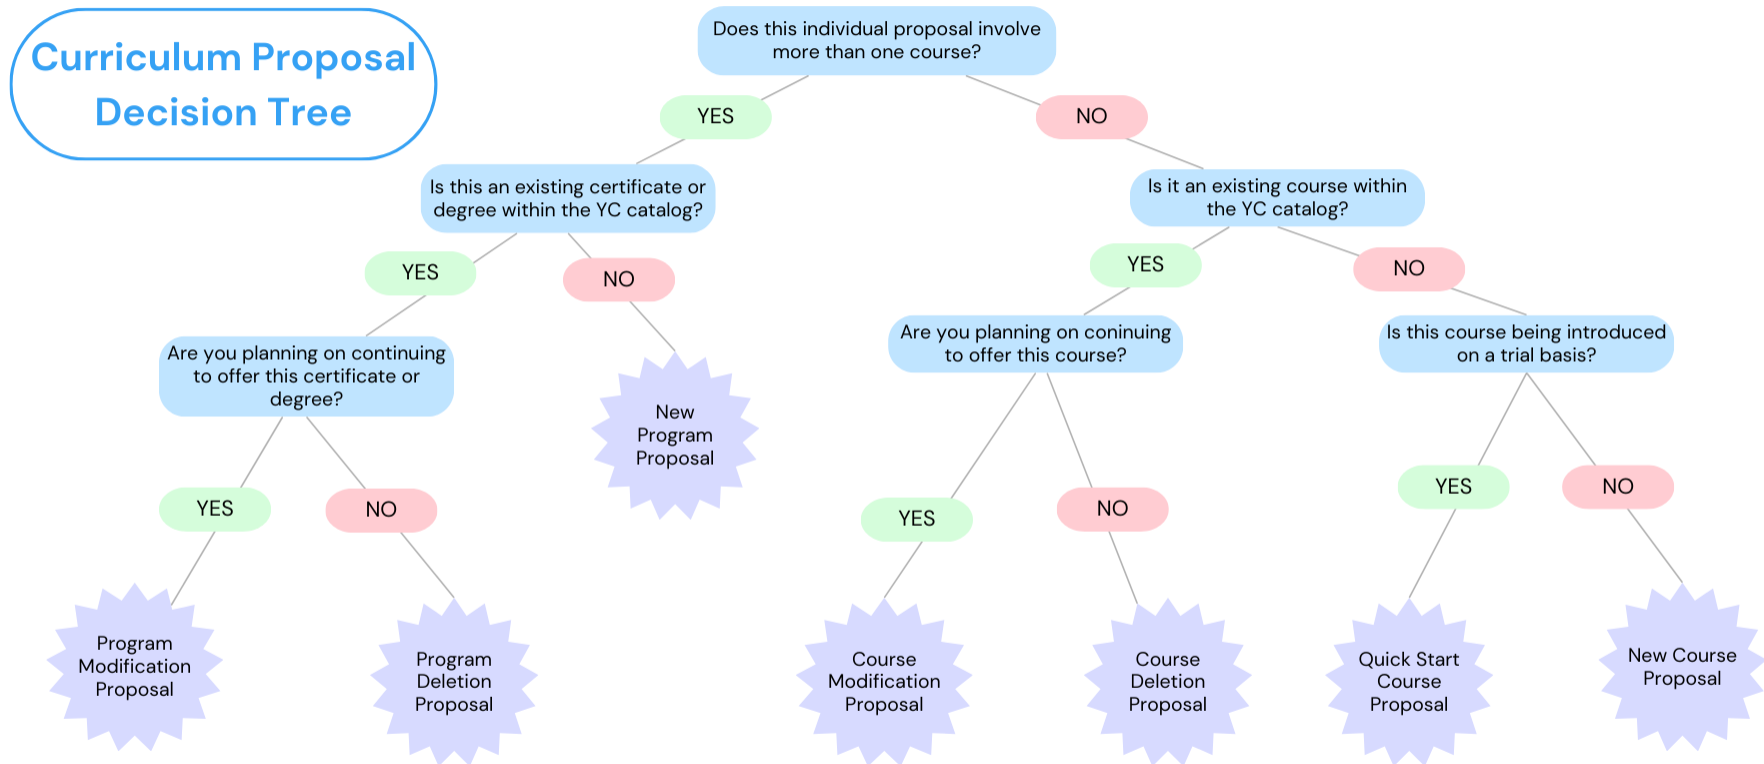 Curriculum Proposal
Decision Tree
Does this individual proposal involve
more than one course?
YES
NO
Is this an existing certificate or
degree within the YC catalog?
Is it an existing course within
the YC catalog?
YES
NO
YES
NO
Are you planning on continuing
to offer this certificate or
degree?
New
Program
Proposal
Are you planning on coninuing
to offer this course?
Is this course being introduced
on a trial basis?
YES
NO
YES
NO
YES
NO
Program
Modification
Proposal
Program
Deletion
Proposal
Course
Modification
Proposal
Course
Deletion
Proposal
Quick Start
Course
Proposal
New Course
Proposal